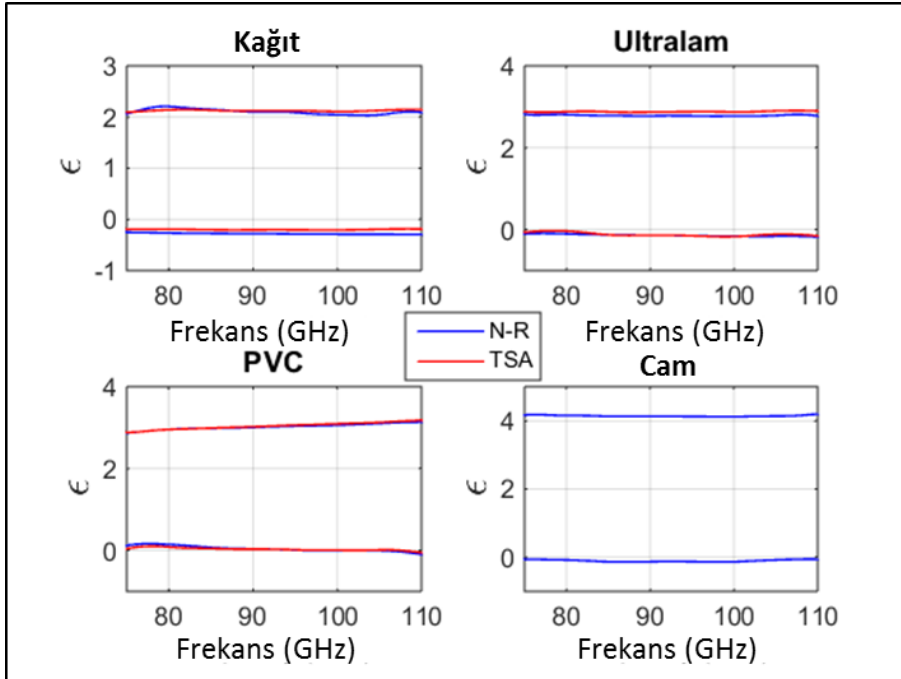 Kağıt
3
2
1
0
-1
ϵ
80 90 100 110
Frekans (GHz)
Ultralam
4
2
0
ϵ
80 90 100 110
Frekans (GHz)
N-R
TSA
PVC
4
2
0
ϵ
80 90 100 110
Frekans (GHz)
Cam
4
2
0
ϵ
80 90 100 110
Frekans (GHz)